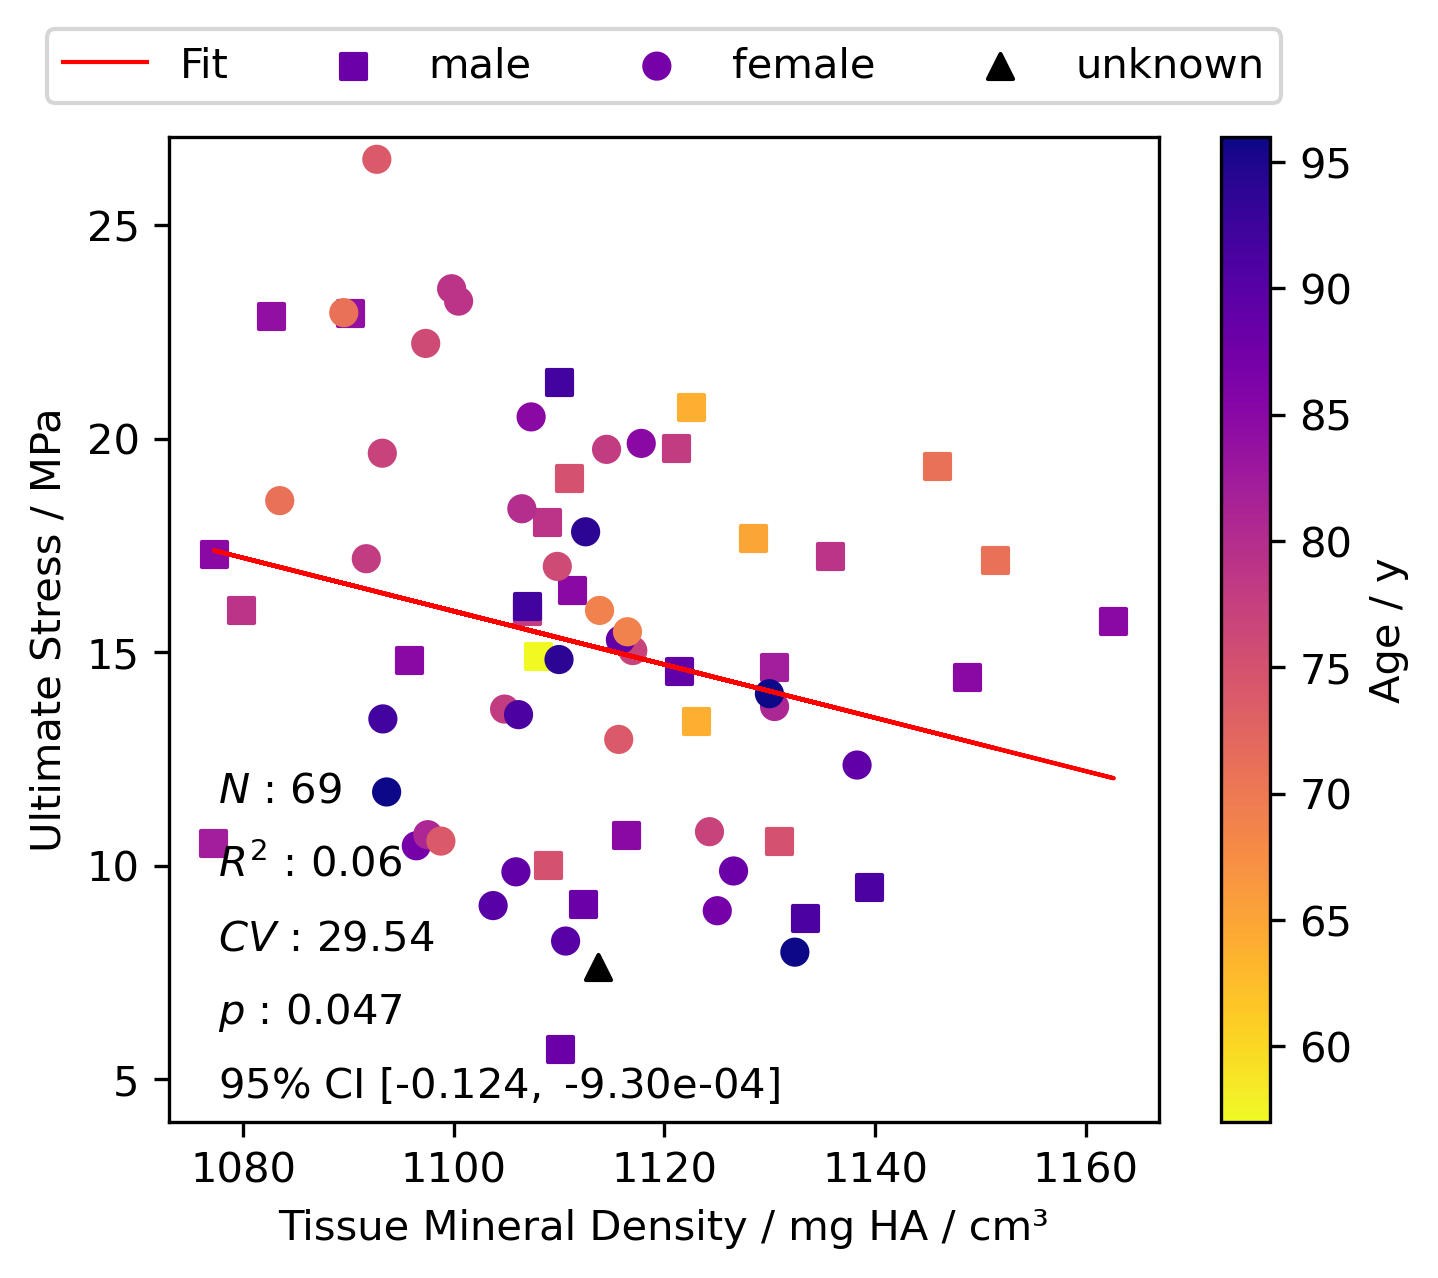 Fit male female unknown
25
20
15
10
5
Ultimate Stress / MPa
N : 69
R² : 0.06
CV : 29.54
p : 0.047
95% CI [-0.124, -9.30e-04]
1080 1100 1120 1140 1160
Tissue Mineral Density / mg HA / cm³
95
90
85
80
75
70
65
60
Age / y